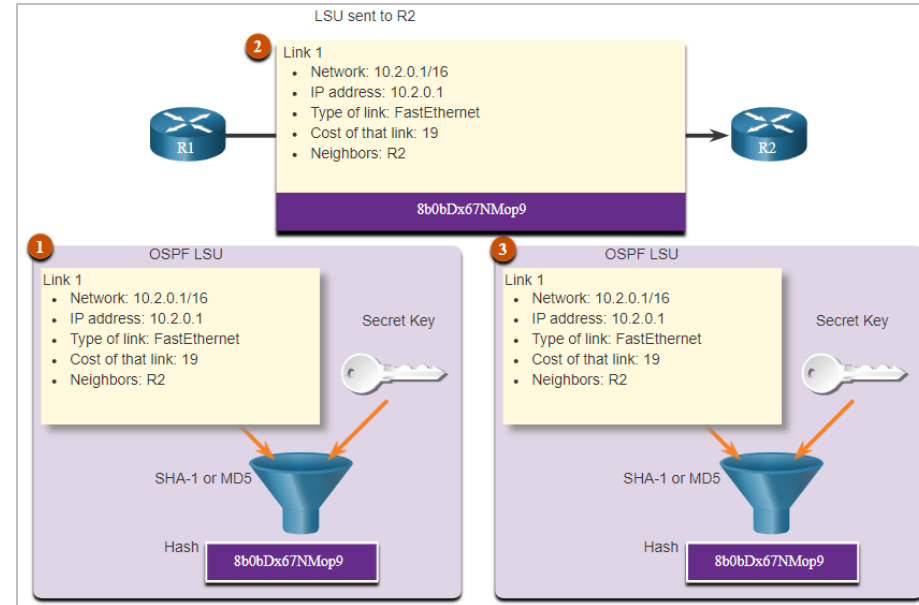 LSU sent to R2
2
Link 1
• Network: 10.2.0.1/16
• IP address: 10.2.0.1
• Type of link: FastEthernet
• Cost of that link: 19
• Neighbors: R2
R1
R2
8b0bDx67NMop9
1
OSPF LSU
Link 1
• Network: 10.2.0.1/16
• IP address: 10.2.0.1
• Type of link: FastEthernet
• Cost of that link: 19
• Neighbors: R2
Secret Key
SHA-1 or MD5
Hash
8b0bDx67NMop9
3
OSPF LSU
Link 1
• Network: 10.2.0.1/16
• IP address: 10.2.0.1
• Type of link: FastEthernet
• Cost of that link: 19
• Neighbors: R2
Secret Key
SHA-1 or MD5
Hash
8b0bDx67NMop9